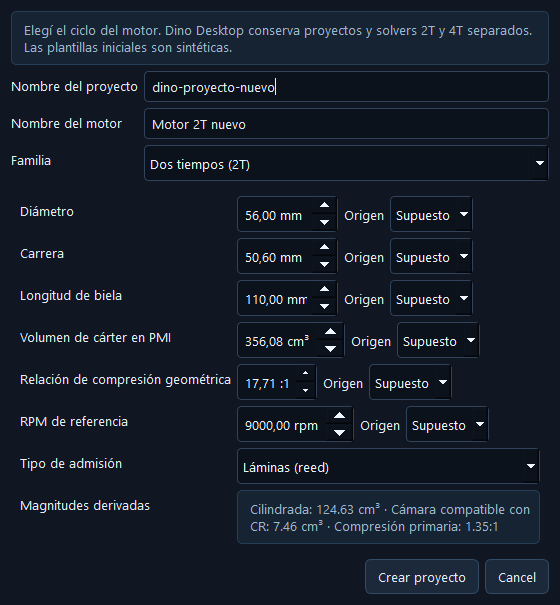 Elegí el ciclo del motor. Dino Desktop conserva proyectos y solvers 2T y 4T separados.
Las plantillas iniciales son sintéticas.
Nombre del proyecto dino-proyecto-nuevo
Nombre del motor Motor 2T nuevo
Familia Dos tiempos (2T)
Diámetro 56,00 mm Origen Supuesto
Carrera 50,60 mm Origen Supuesto
Longitud de biela 110,00 mm Origen Supuesto
Volumen de cárter en PMI 356,08 cm³ Origen Supuesto
Relación de compresión geométrica 17,71 :1 Origen Supuesto
RPM de referencia 9000,00 rpm Origen Supuesto
Tipo de admisión Láminas (reed)
Magnitudes derivadas Cilindrada: 124.63 cm³ · Cámara compatible con
CR: 7.46 cm³ · Compresión primaria: 1.35:1
Crear proyecto Cancel